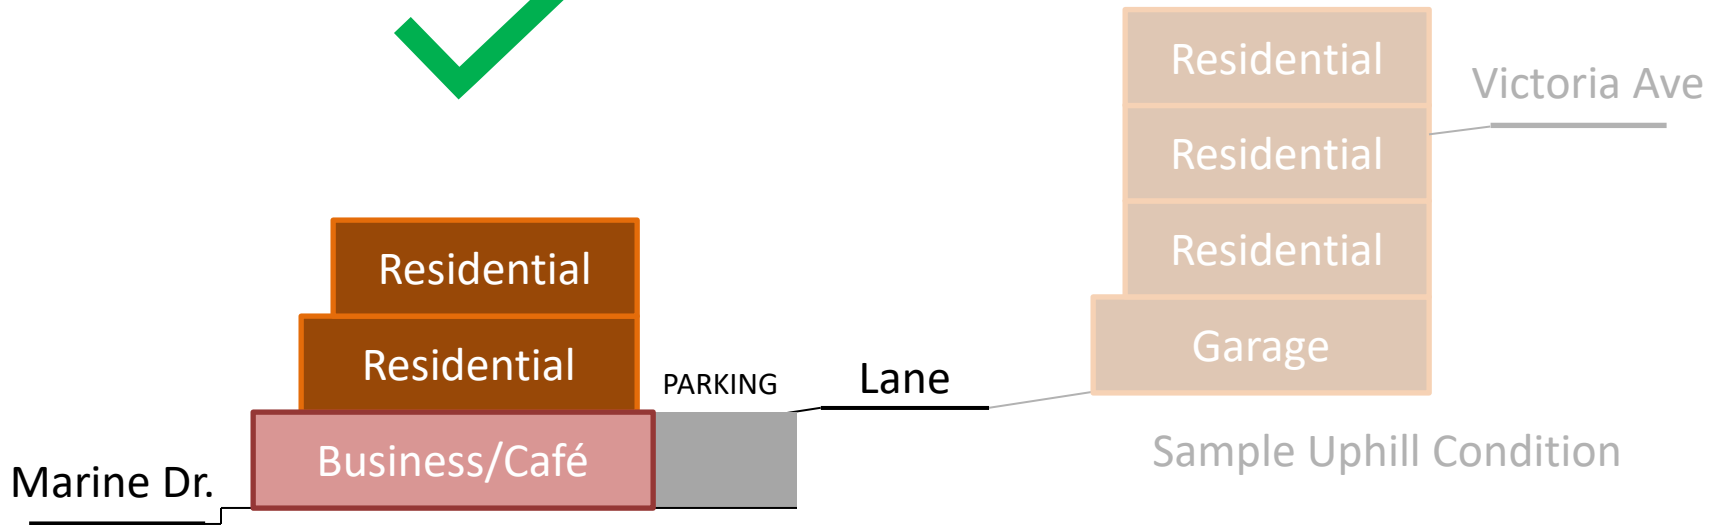 Residential
Victoria Ave
Residential
Residential
Residential
Garage
Residential
PARKING
Lane
Business/Café
Marine Dr.
Sample Uphill Condition